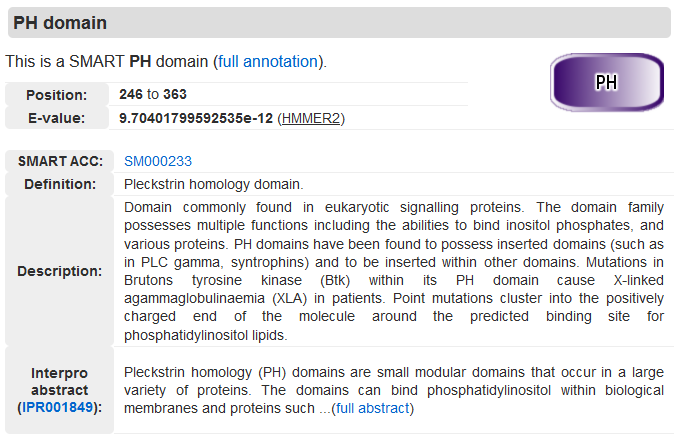 PH domain
This is a SMART PH domain (full annotation).
PH
Position: 246 to 363
E-value: 9.70401799592535e-12 (HMMER2)
SMART ACC: SM000233
Definition: Pleckstrin homology domain.
Description:
Domain commonly found in eukaryotic signalling proteins. The domain family
possesses multiple functions including the abilities to bind inositol phosphates, and
various proteins. PH domains have been found to possess inserted domains (such as
in PLC gamma, syntrophins) and to be inserted within other domains. Mutations in
Brutons tyrosine kinase (Btk) within its PH domain cause X-linked
agammaglobulinaemia (XLA) in patients. Point mutations cluster into the positively
charged end of the molecule around the predicted binding site for
phosphatidylinositol lipids.
Interpro
abstract
(IPR001849):
Pleckstrin homology (PH) domains are small modular domains that occur in a large
variety of proteins. The domains can bind phosphatidylinositol within biological
membranes and proteins such ...(full abstract)